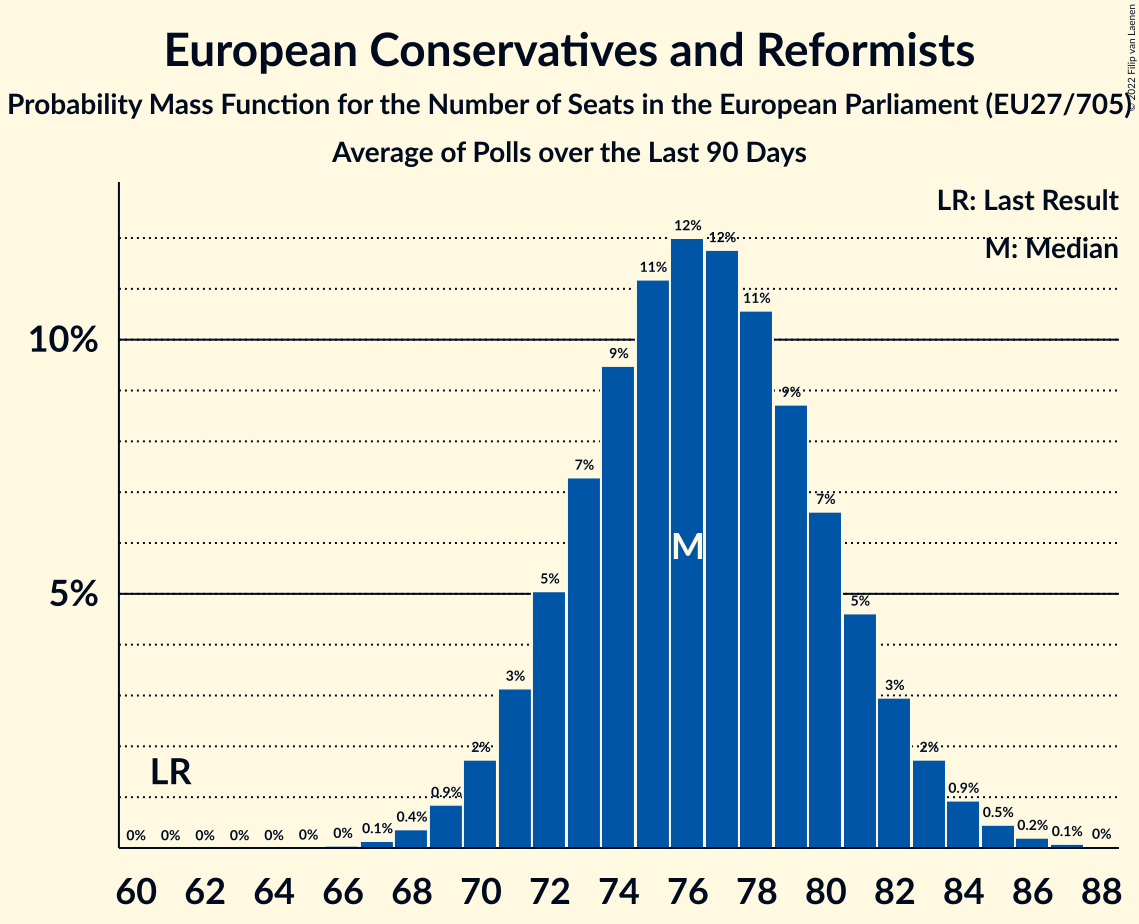 European Conservatives and Reformists
Probability Mass Function for the Number of Seats in the European Parliament (EU27/705)
Average of Polls over the Last 90 Days
© 2022 Filip van Laenen
LR: Last Result
M: Median
12%
12%
11%
11%
10%
9%
9%
7%
7%
M
5%
5%
5%
3%
3%
2%
2%
LR
0.9%
0.9%
0% 0% 0% 0% 0% 0% 0% 0.1% 0.4% 0.5% 0.2% 0.1% 0%
60 62 64 66 68 70 72 74 76 78 80 82 84 86 88